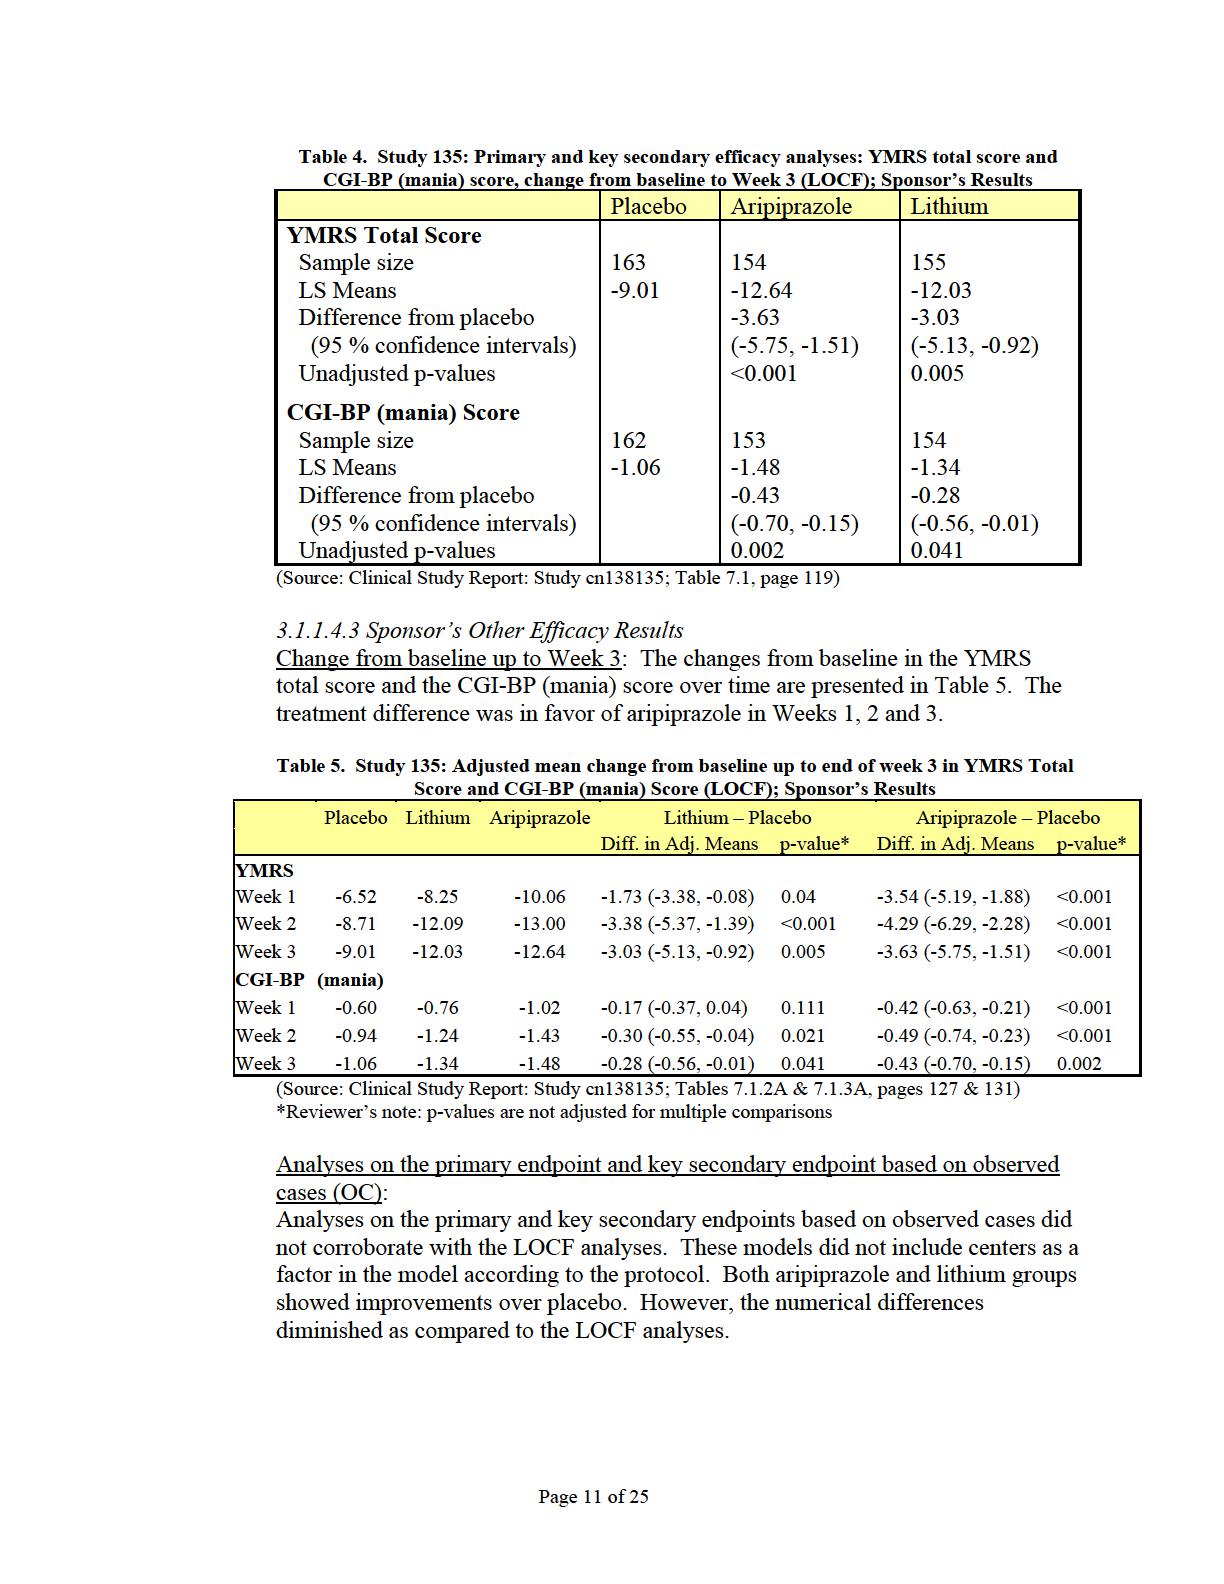 Table 4. Study 135: Primary and key secondary efficacy analyses: YMRS total score and
CGI-BP (mania) score, change from baseline to Week 3 (LOCF); Sponsor's Results
Placebo Aripiprazole Lithium
YMRS Total Score
Sample size 163 154 155
LS Means -9.01 -12.64 -12.03
Difference from placebo -3.63 -3.03
(95 % confidence intervals) (-5.75, -1.51) (-5.13, -0.92)
Unadjusted p-values <0.001 0.005
CGI-BP (mania) Score
Sample size 162 153 154
LS Means -1.06 -1.48 -1.34
Difference from placebo -0.43 -0.28
(95 % confidence intervals) (-0.70, -0.15) (-0.56, -0.01)
Unadjusted p-values 0.002 0.041
(Source: Clinical Study Report: Study cn138135; Table 7.1, page 119)
3.1.1.4.3 Sponsor's Other Efficacy Results
Change from baseline up to Week 3: The changes from baseline in the YMRS
total score and the CGI-BP (mania) score over time are presented in Table 5. The
treatment difference was in favor of aripiprazole in Weeks 1, 2 and 3.
Table 5. Study 135: Adjusted mean change from baseline up to end of week 3 in YMRS Total
Score and CGI-BP (mania) Score (LOCF); Sponsor's Results
Placebo Lithium Aripiprazole Lithium – Placebo Aripiprazole – Placebo
Diff. in Adj. Means p-value* Diff. in Adj. Means p-value*
YMRS
Week 1 -6.52 -8.25 -10.06 -1.73 (-3.38, -0.08) 0.04 -3.54 (-5.19, -1.88) <0.001
Week 2 -8.71 -12.09 -13.00 -3.38 (-5.37, -1.39) <0.001 -4.29 (-6.29, -2.28) <0.001
Week 3 -9.01 -12.03 -12.64 -3.03 (-5.13, -0.92) 0.005 -3.63 (-5.75, -1.51) <0.001
CGI-BP (mania)
Week 1 -0.60 -0.76 -1.02 -0.17 (-0.37, 0.04) 0.111 -0.42 (-0.63, -0.21) <0.001
Week 2 -0.94 -1.24 -1.43 -0.30 (-0.55, -0.04) 0.021 -0.49 (-0.74, -0.23) <0.001
Week 3 -1.06 -1.34 -1.48 -0.28 (-0.56, -0.01) 0.041 -0.43 (-0.70, -0.15) 0.002
(Source: Clinical Study Report: Study cn138135; Tables 7.1.2A & 7.1.3A, pages 127 & 131)
*Reviewer's note: p-values are not adjusted for multiple comparisons
Analyses on the primary endpoint and key secondary endpoint based on observed
cases (OC):
Analyses on the primary and key secondary endpoints based on observed cases did
not corroborate with the LOCF analyses. These models did not include centers as a
factor in the model according to the protocol. Both aripiprazole and lithium groups
showed improvements over placebo. However, the numerical differences
diminished as compared to the LOCF analyses.
Page 11 of 25